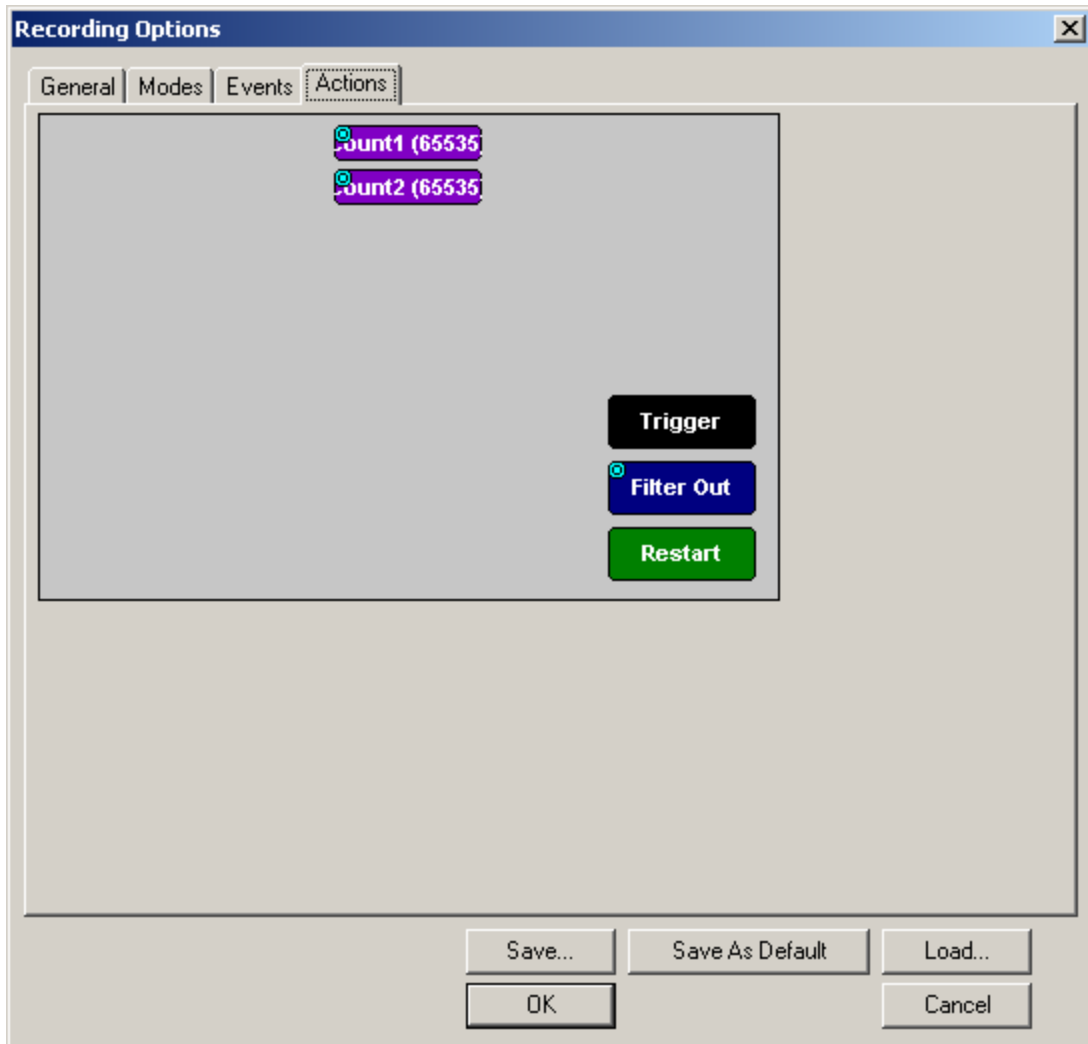 Recording Options
General Modes Events Actions
ount1 (65535)
ount2 (65535)
Trigger
Filter Out
Restart
Save... Save As Default Load...
OK Cancel